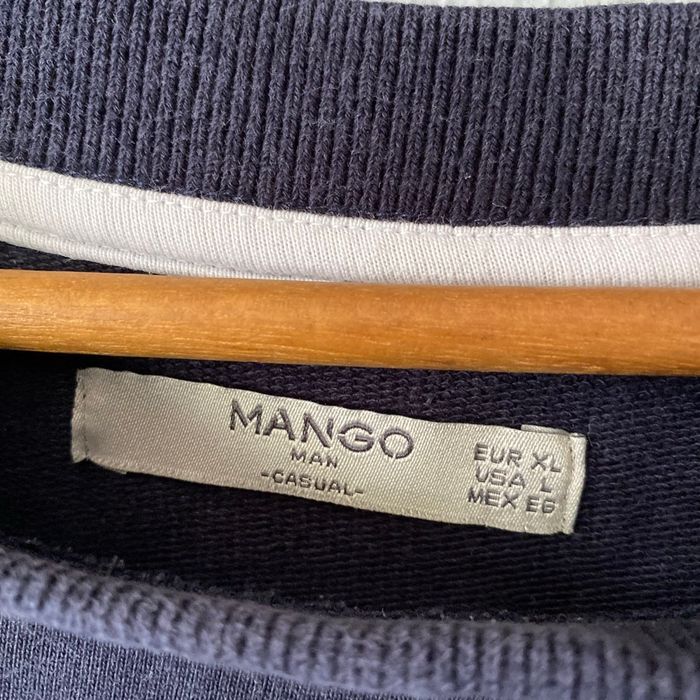 MANGO
MAN
-CASUAL-
EUR XL
USA L
MEX EG